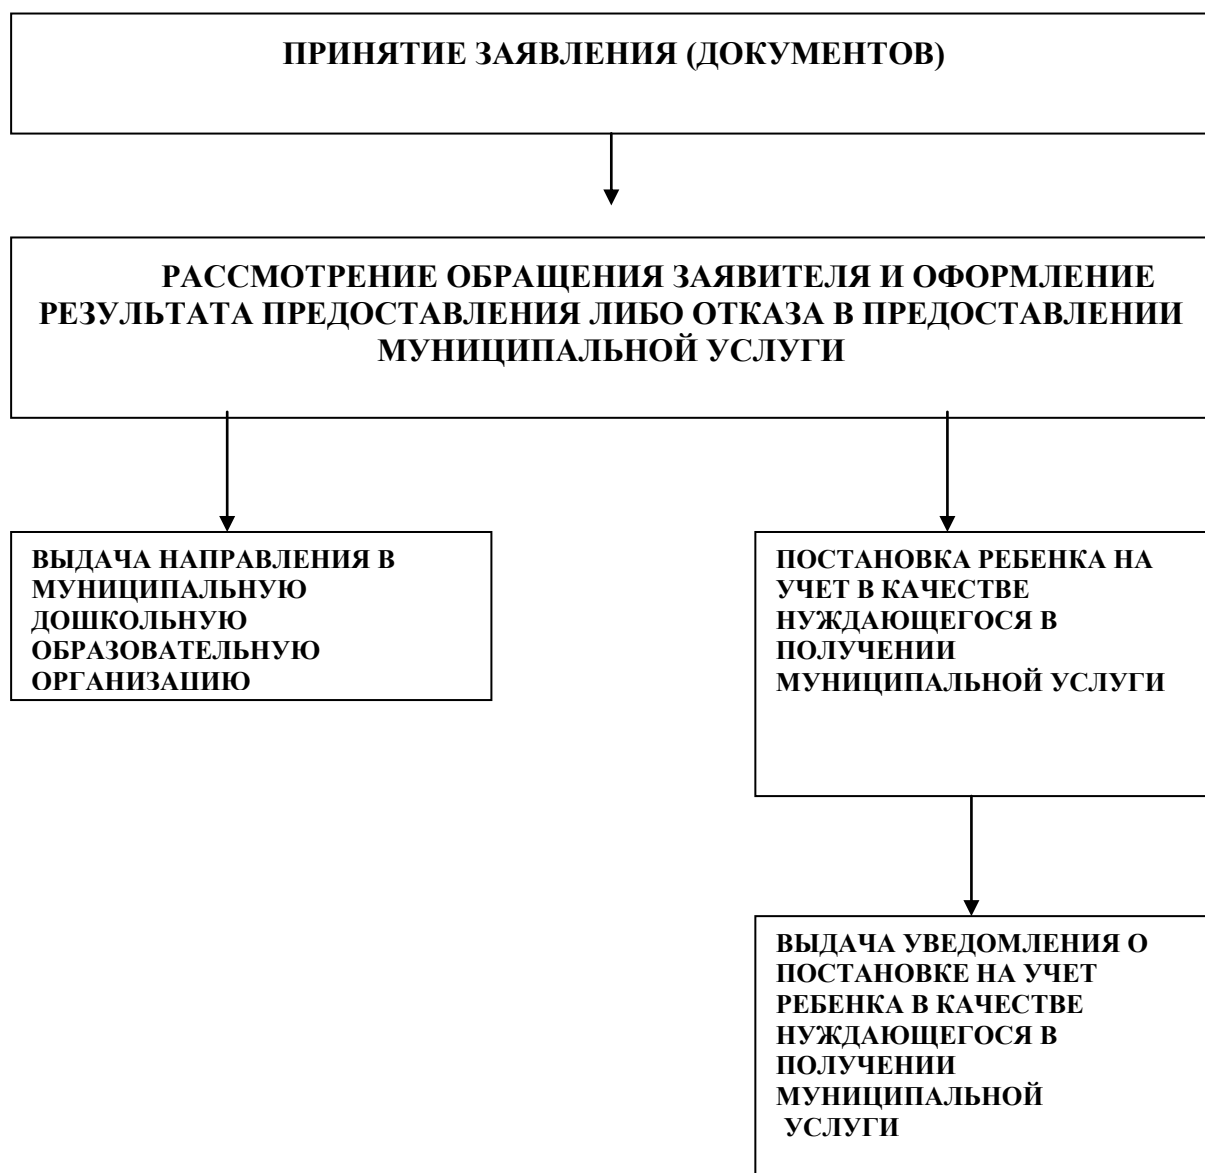 ПРИНЯТИЕ ЗАЯВЛЕНИЯ (ДОКУМЕНТОВ)
РАССМОТРЕНИЕ ОБРАЩЕНИЯ ЗАЯВИТЕЛЯ И ОФОРМЛЕНИЕ
РЕЗУЛЬТАТА ПРЕДОСТАВЛЕНИЯ ЛИБО ОТКАЗА В ПРЕДОСТАВЛЕНИИ
МУНИЦИПАЛЬНОЙ УСЛУГИ
ВЫДАЧА НАПРАВЛЕНИЯ В
МУНИЦИПАЛЬНУЮ
ДОШКОЛЬНУЮ
ОБРАЗОВАТЕЛЬНУЮ
ОРГАНИЗАЦИЮ
ПОСТАНОВКА РЕБЕНКА НА
УЧЕТ В КАЧЕСТВЕ
НУЖДАЮЩЕГОСЯ В
ПОЛУЧЕНИИ
МУНИЦИПАЛЬНОЙ УСЛУГИ
ВЫДАЧА УВЕДОМЛЕНИЯ О
ПОСТАНОВКЕ НА УЧЕТ
РЕБЕНКА В КАЧЕСТВЕ
НУЖДАЮЩЕГОСЯ В
ПОЛУЧЕНИИ
МУНИЦИПАЛЬНОЙ
УСЛУГИ